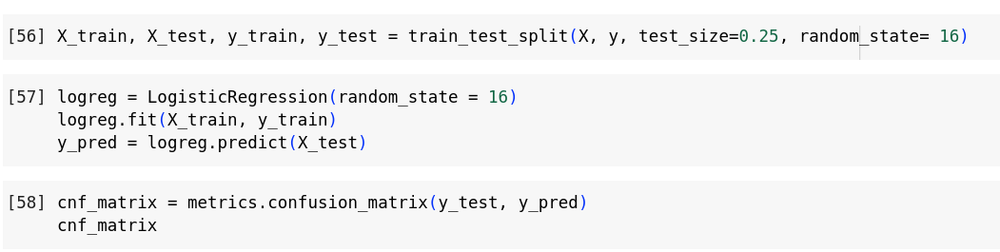 [56] X_train, X_test, y_train, y_test = train_test_split(X, y, test_size=0.25, random_state= 16)
[57] logreg = LogisticRegression(random_state = 16)
logreg.fit(X_train, y_train)
y_pred = logreg.predict(X_test)
[58] cnf_matrix = metrics.confusion_matrix(y_test, y_pred)
cnf_matrix